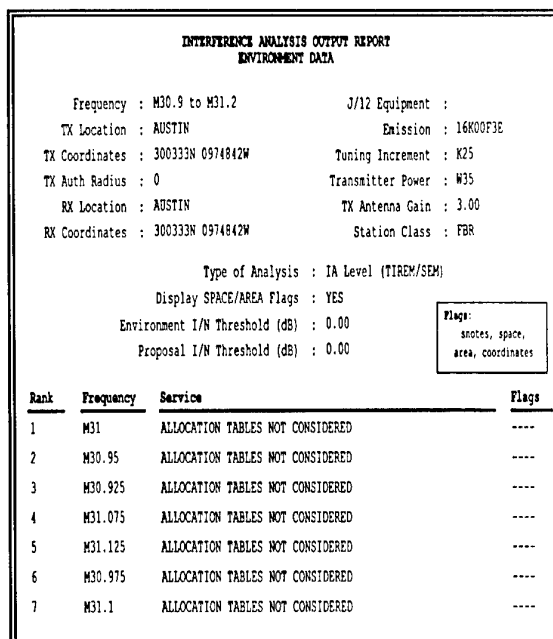 INTERFERENCE ANALYSIS OUTPUT REPORT
ENVIRONMENT DATA
Frequency : M30.9 to M31.2 J/12 Equipment :
TX Location : AUSTIN Emission : 16K00F3E
TX Coordinates : 300333N 0974842W Tuning Increment : K25
TX Auth Radius : 0 Transmitter Power : W35
RX Location : AUSTIN TX Antenna Gain : 3.00
RX Coordinates : 300333N 0974842W Station Class : FBR
Type of Analysis : IA Level (TIREM/SEM)
Display SPACE/AREA Flags : YES
Environment I/N Threshold (dB) : 0.00
Proposal I/N Threshold (dB) : 0.00
Flags:
snotes, space,
area, coordinates
Rank Frequency Service Flags
1 M31 ALLOCATION TABLES NOT CONSIDERED ----
2 M30.95 ALLOCATION TABLES NOT CONSIDERED ----
3 M30.925 ALLOCATION TABLES NOT CONSIDERED ----
4 M31.075 ALLOCATION TABLES NOT CONSIDERED ----
5 M31.125 ALLOCATION TABLES NOT CONSIDERED ----
6 M30.975 ALLOCATION TABLES NOT CONSIDERED ----
7 M31.1 ALLOCATION TABLES NOT CONSIDERED ----